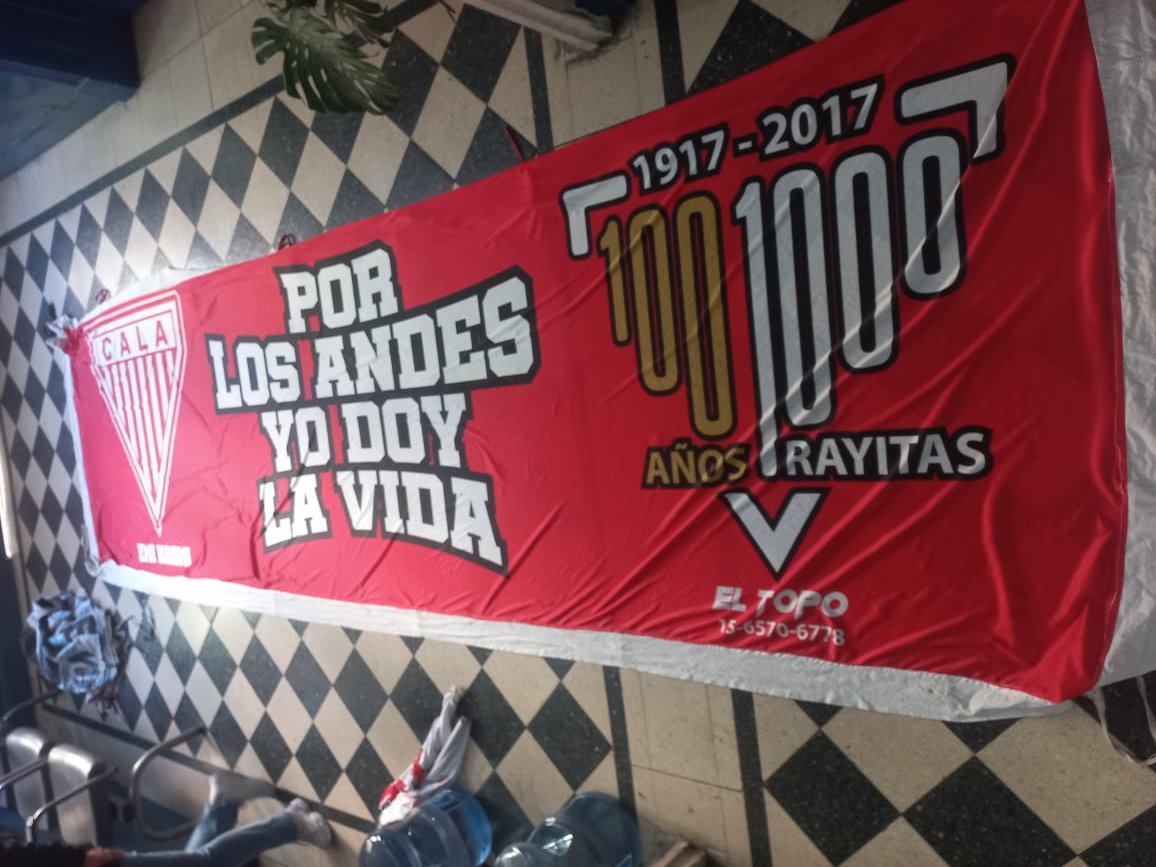 CALA
POR
LOS ANDES
YO DOY
LA VIDA
1917 - 2017
100 1000
AÑOS RAYITAS
EL TOPO
15-6570-6778